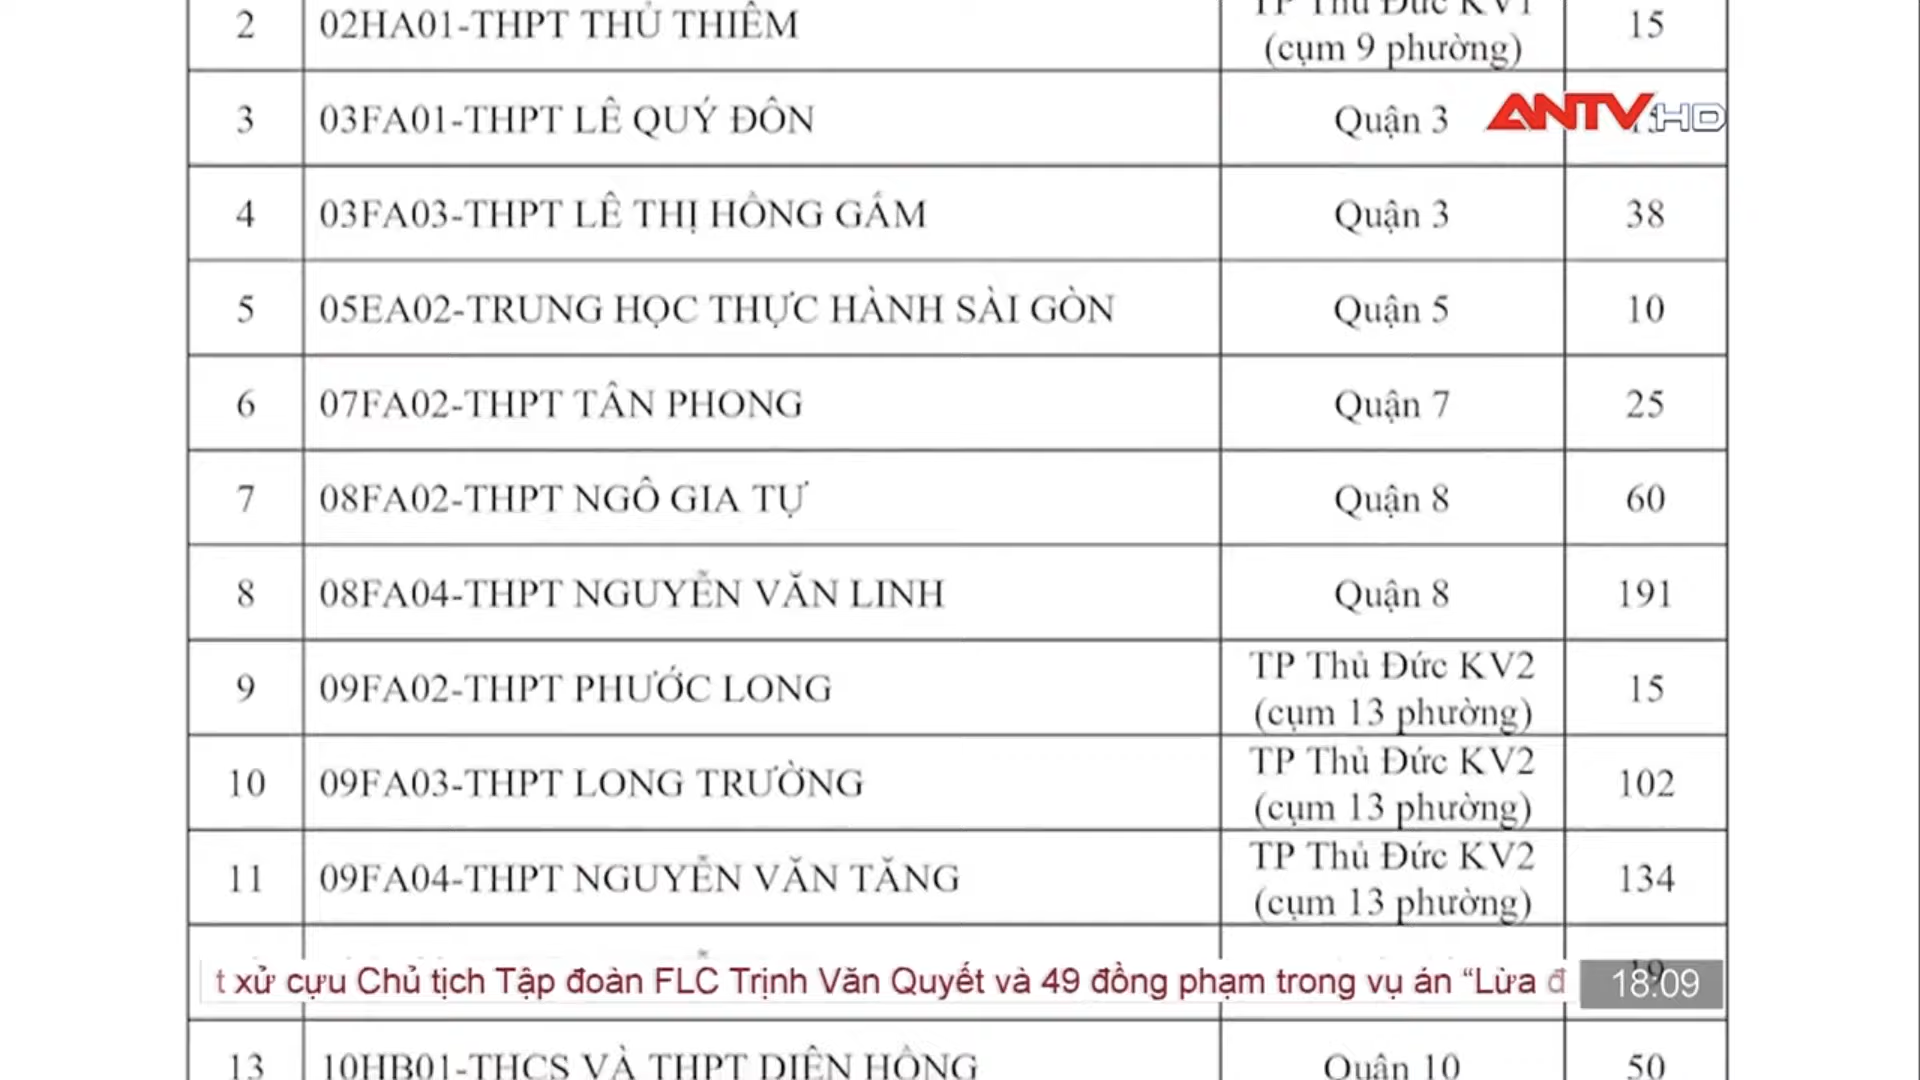 2 02HA01-THPT THỦ THIÊM TP Thủ Đức KV1 (cụm 9 phường) 15
3 03FA01-THPT LÊ QUÝ ĐÔN Quận 3
ANTV HD
4 03FA03-THPT LÊ THỊ HỒNG GẤM Quận 3 38
5 05EA02-TRUNG HỌC THỰC HÀNH SÀI GÒN Quận 5 10
6 07FA02-THPT TÂN PHONG Quận 7 25
7 08FA02-THPT NGÔ GIA TỰ Quận 8 60
8 08FA04-THPT NGUYỄN VĂN LINH Quận 8 191
9 09FA02-THPT PHƯỚC LONG TP Thủ Đức KV2 (cụm 13 phường) 15
10 09FA03-THPT LONG TRƯỜNG TP Thủ Đức KV2 (cụm 13 phường) 102
11 09FA04-THPT NGUYỄN VĂN TĂNG TP Thủ Đức KV2 (cụm 13 phường) 134
t xử cựu Chủ tịch Tập đoàn FLC Trịnh Văn Quyết và 49 đồng phạm trong vụ án “Lừa đ 18:09
13 10HB01-THCS VÀ THPT DIÊN HỒNG Quận 10 50